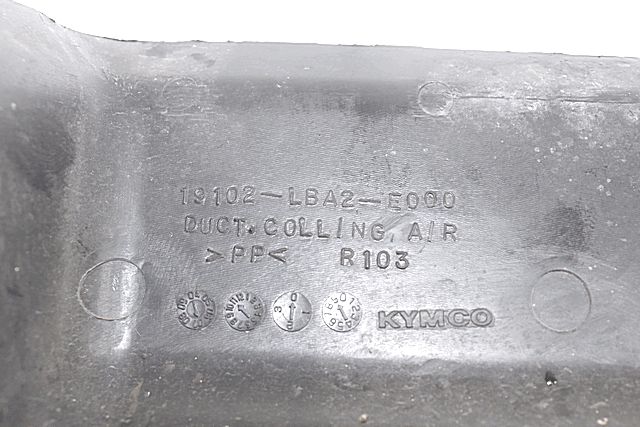 19102-LBA2-E000
DUCT.COLLING, AIR
>PP< R103
KYMCO